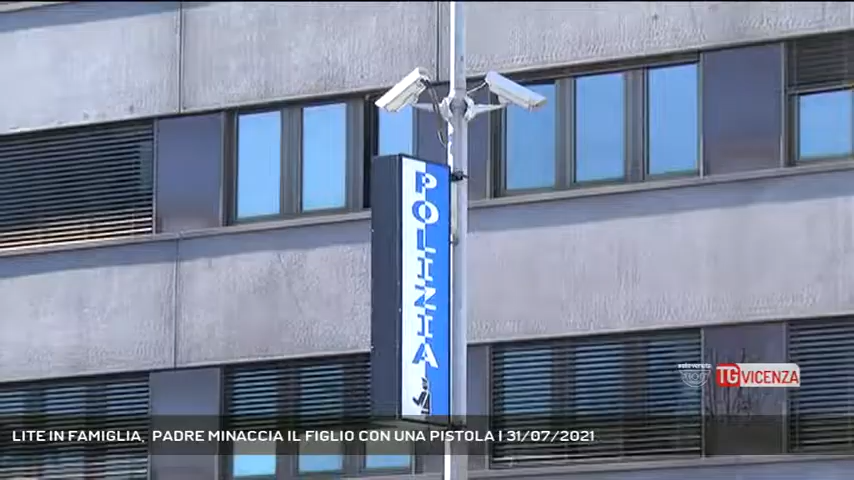 POLIZIA
TG VICENZA
LITE IN FAMIGLIA, PADRE MINACCIA IL FIGLIO CON UNA PISTOLA | 31/07/2021